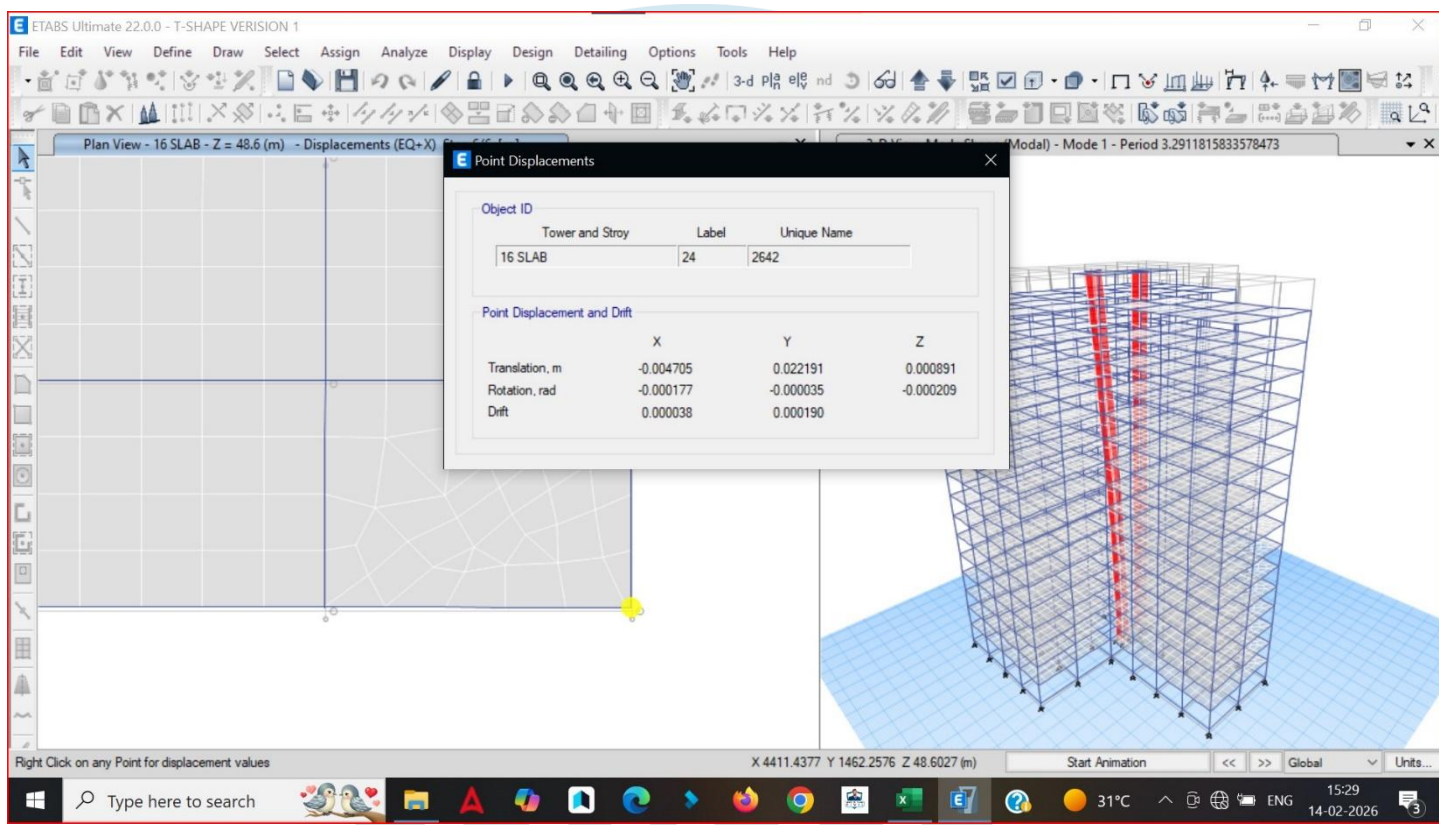 ETABS Ultimate 22.0.0 - T-SHAPE VERISION 1
File Edit View Define Draw Select Assign Analyze Display Design Detailing Options Tools Help
3-d nd
Plan View - 16 SLAB - Z = 48.6 (m) - Displacements (EQ+X)
(Modal) - Mode 1 - Period 3.2911815833578473
Point Displacements
Object ID
Tower and Stroy Label Unique Name
16 SLAB 24 2642
Point Displacement and Drift
X Y Z
Translation, m -0.004705 0.022191 0.000891
Rotation, rad -0.000177 -0.000035 -0.000209
Drift 0.000038 0.000190
Right Click on any Point for displacement values
X 4411.4377 Y 1462.2576 Z 48.6027 (m)
Start Animation << >> Global Units...
Type here to search
31°C ENG
15:29
14-02-2026
3